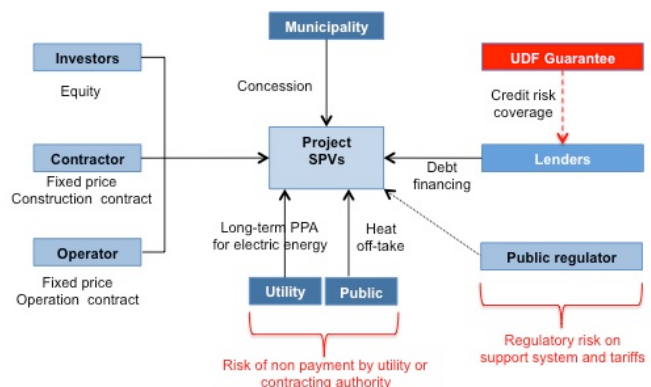 Municipality
Investors
UDF Guarantee
Equity
Concession
Credit risk
coverage
Project
SPVs
Contractor
Lenders
Fixed price
Construction contract
Debt
financing
Long-term PPA
for electric energy
Heat
off-take
Operator
Public regulator
Fixed price
Operation contract
Utility
Public
Risk of non payment by utility or
contracting authority
Regulatory risk on
support system and tariffs